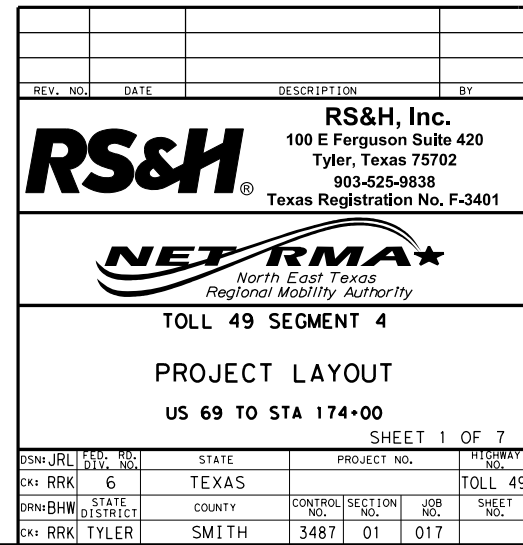 REV. NO. DATE DESCRIPTION BY
RS&H®
RS&H, Inc.
100 E Ferguson Suite 420
Tyler, Texas 75702
903-525-9838
Texas Registration No. F-3401
NET RMA
North East Texas
Regional Mobility Authority
TOLL 49 SEGMENT 4
PROJECT LAYOUT
US 69 TO STA 174+00
SHEET 1 OF 7
DSN: JRL FED. RD. DIV. NO. STATE PROJECT NO. HIGHWAY NO.
CK: RRK 6 TEXAS TOLL 49
DRN: BHW STATE DISTRICT COUNTY CONTROL NO. SECTION NO. JOB NO. SHEET NO.
CK: RRK TYLER SMITH 3487 01 017